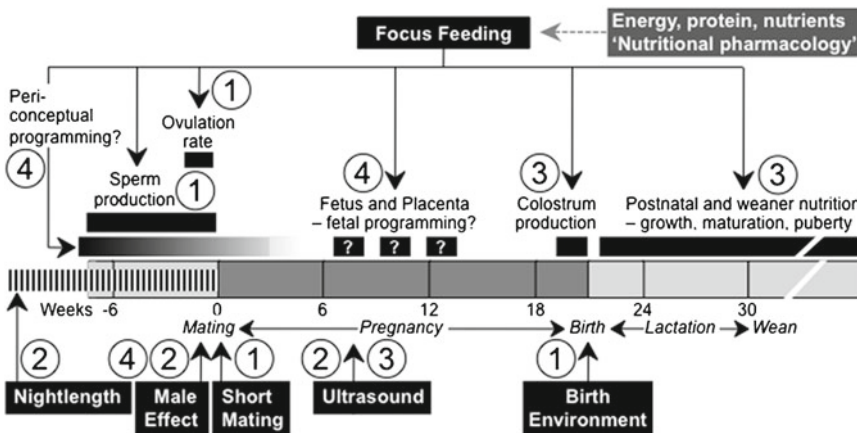 Focus Feeding
Energy, protein, nutrients
‘Nutritional pharmacology’
Peri-
conceptual
programming?
4
1
Ovulation
rate
Sperm
production
1
4
Fetus and Placenta
– fetal programming?
3
Colostrum
production
3
Postnatal and weaner nutrition
– growth, maturation, puberty
? ? ?
Weeks -6 0 6 12 18 24 30
Mating Pregnancy Birth Lactation Wean
2 4 2 1 2 3 1
Nightlength
Male
Effect
Short
Mating
Ultrasound
Birth
Environment